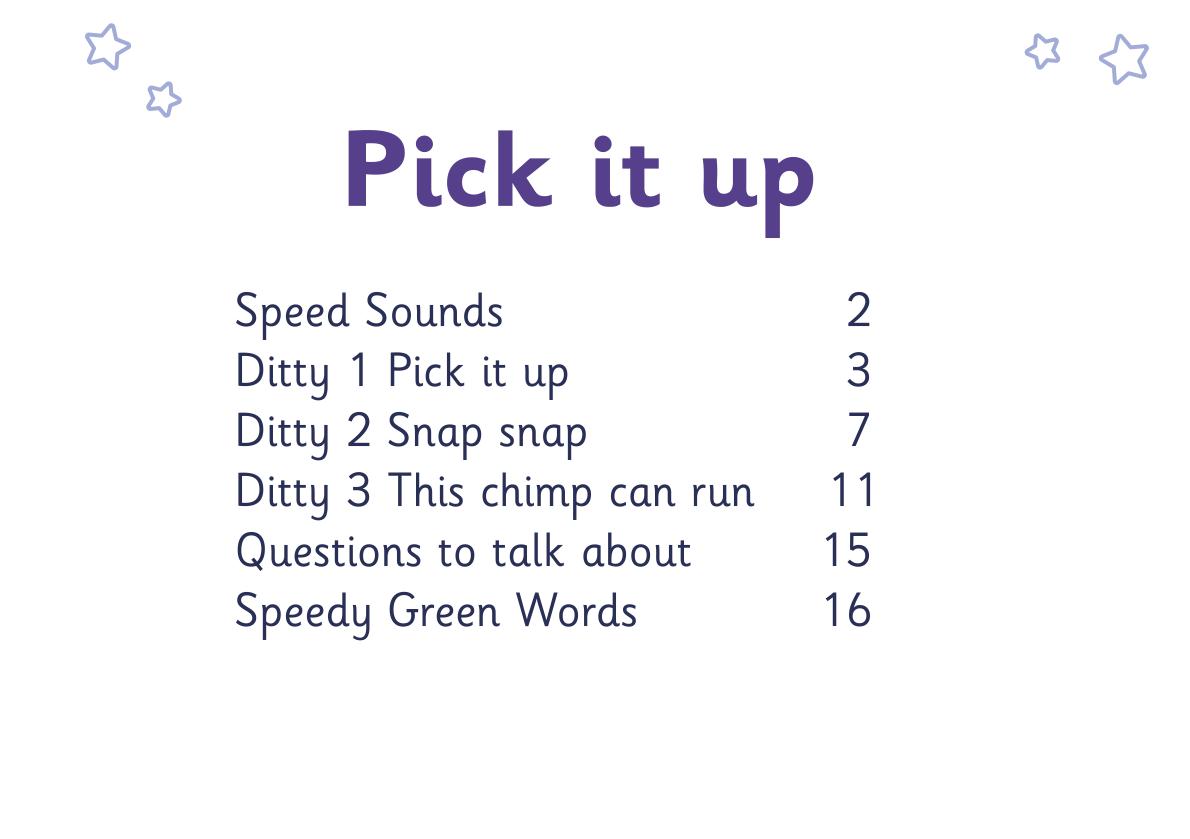 Pick it up
Speed Sounds 2
Ditty 1 Pick it up 3
Ditty 2 Snap snap 7
Ditty 3 This chimp can run 11
Questions to talk about 15
Speedy Green Words 16